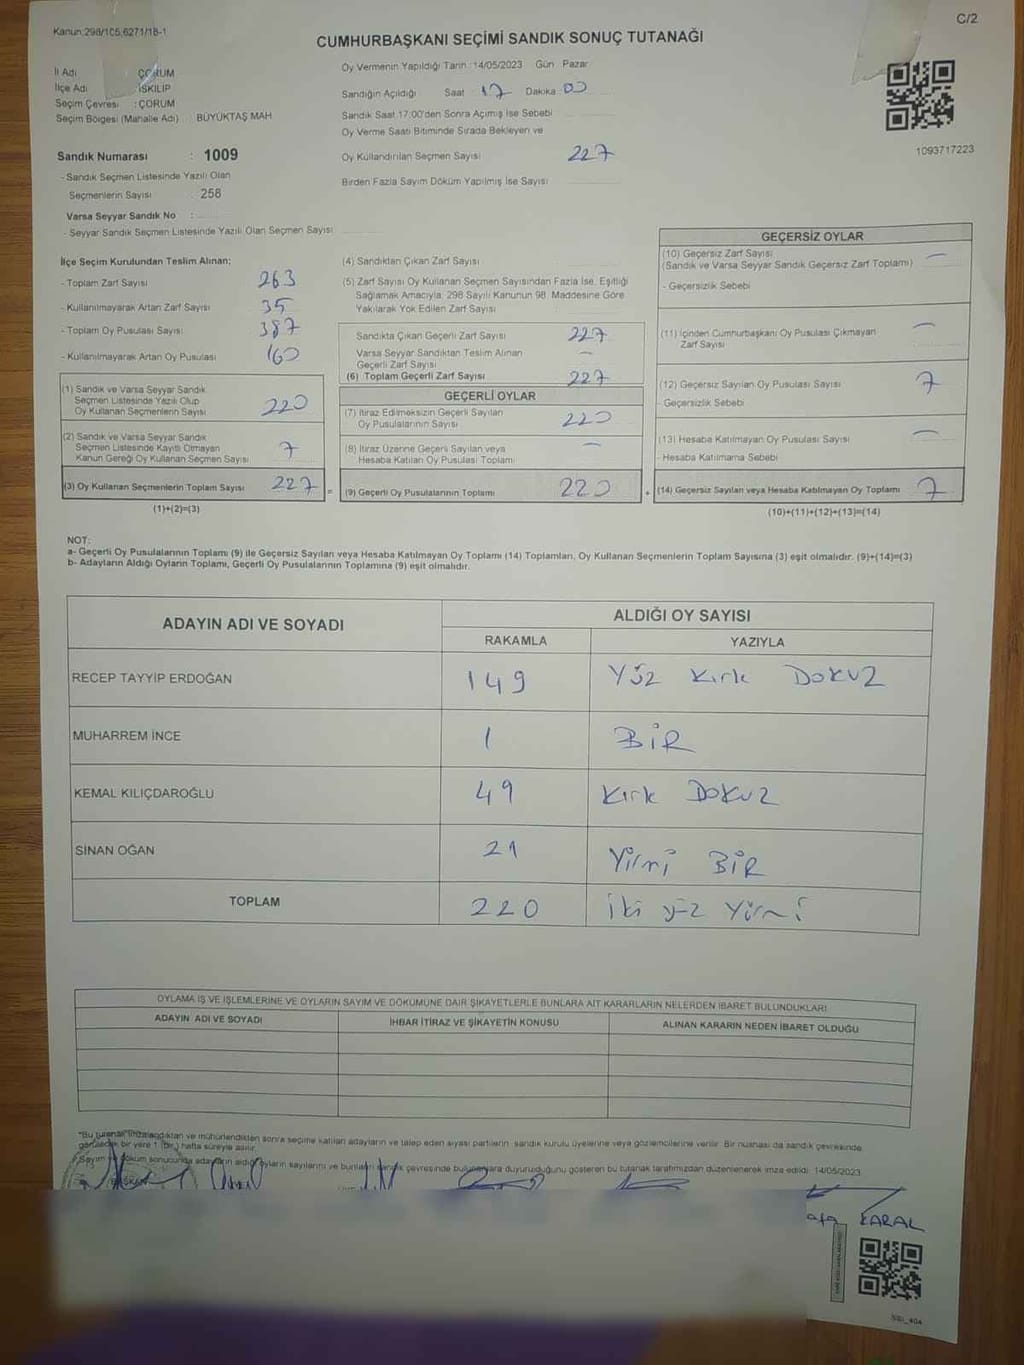 Kanun:298/105,6271/18-1
C/2
CUMHURBAŞKANI SEÇİMİ SANDIK SONUÇ TUTANAĞI
İl Adı : ÇORUM
İlçe Adı : İSKİLİP
Seçim Çevresi : ÇORUM
Seçim Bölgesi (Mahalle Adı) : BÜYÜKTAŞ MAH
Sandık Numarası : 1009
- Sandık Seçmen Listesinde Yazılı Olan
Seçmenlerin Sayısı : 258
Varsa Seyyar Sandık No :
- Seyyar Sandık Seçmen Listesinde Yazılı Olan Seçmen Sayısı
Oy Vermenin Yapıldığı Tarih : 14/05/2023 Gün Pazar
Sandığın Açıldığı Saat 17 Dakika 00
Sandık Saat 17:00'den Sonra Açılmış İse Sebebi
Oy Verme Saati Bitiminde Sırada Bekleyen ve
Oy Kullandırılan Seçmen Sayısı 227
Birden Fazla Sayım Döküm Yapılmış İse Sayısı
1093717223
İlçe Seçim Kurulundan Teslim Alınan;
- Toplam Zarf Sayısı 263
- Kullanılmayarak Artan Zarf Sayısı 35
- Toplam Oy Pusulası Sayısı 387
- Kullanılmayarak Artan Oy Pusulası 160
(1) Sandık ve Varsa Seyyar Sandık
Seçmen Listesinde Yazılı Olup
Oy Kullanan Seçmenlerin Sayısı 220
(2) Sandık ve Varsa Seyyar Sandık
Seçmen Listesinde Kayıtlı Olmayan
Kanun Gereği Oy Kullanan Seçmen Sayısı 7
(3) Oy Kullanan Seçmenlerin Toplam Sayısı 227 =
(1)+(2)=(3)
(4) Sandıktan Çıkan Zarf Sayısı
(5) Zarf Sayısı Oy Kullanan Seçmen Sayısından Fazla İse, Eşitliği
Sağlamak Amacıyla, 298 Sayılı Kanunun 98. Maddesine Göre
Yakılarak Yok Edilen Zarf Sayısı
Sandıkta Çıkan Geçerli Zarf Sayısı 227
Varsa Seyyar Sandıktan Teslim Alınan
Geçerli Zarf Sayısı —
(6) Toplam Geçerli Zarf Sayısı 227
GEÇERLİ OYLAR
(7) İtiraz Edilmeksizin Geçerli Sayılan
Oy Pusulalarının Sayısı 220
(8) İtiraz Üzerine Geçerli Sayılan veya
Hesaba Katılan Oy Pusulası Toplamı —
(9) Geçerli Oy Pusulalarının Toplamı 220 +
GEÇERSİZ OYLAR
(10) Geçersiz Zarf Sayısı
(Sandık ve Varsa Seyyar Sandık Geçersiz Zarf Toplamı) —
- Geçersizlik Sebebi
(11) İçinden Cumhurbaşkanı Oy Pusulası Çıkmayan
Zarf Sayısı —
(12) Geçersiz Sayılan Oy Pusulası Sayısı 7
- Geçersizlik Sebebi
(13) Hesaba Katılmayan Oy Pusulası Sayısı —
- Hesaba Katılmama Sebebi
(14) Geçersiz Sayılan veya Hesaba Katılmayan Oy Toplamı 7
(10)+(11)+(12)+(13)=(14)
NOT:
a- Geçerli Oy Pusulalarının Toplamı (9) ile Geçersiz Sayılan veya Hesaba Katılmayan Oy Toplamı (14) Toplamları, Oy Kullanan Seçmenlerin Toplam Sayısına (3) eşit olmalıdır. (9)+(14)=(3)
b- Adayların Aldığı Oyların Toplamı, Geçerli Oy Pusulalarının Toplamına (9) eşit olmalıdır.
ADAYIN ADI VE SOYADI
ALDIĞI OY SAYISI
RAKAMLA YAZIYLA
RECEP TAYYİP ERDOĞAN 149 Yüz Kırk Dokuz
MUHARREM İNCE 1 BİR
KEMAL KILIÇDAROĞLU 49 Kırk Dokuz
SİNAN OĞAN 21 Yirmi BİR
TOPLAM 220 İki yüz Yirmi
OYLAMA İŞ VE İŞLEMLERİNE VE OYLARIN SAYIM VE DÖKÜMÜNE DAİR ŞİKAYETLERLE BUNLARA AİT KARARLARIN NELERDEN İBARET BULUNDUKLARI
ADAYIN ADI VE SOYADI İHBAR İTİRAZ VE ŞİKAYETİN KONUSU ALINAN KARARIN NEDEN İBARET OLDUĞU
*Bu tutanak imzalandıktan ve mühürlendikten sonra seçime katılan adayların ve talep eden siyasi partilerin sandık kurulu üyelerine veya gözlemcilerine verilir. Bir nüshası da sandık çevresinde
görülecek bir yere 1 (bir) hafta süreyle asılır.
*Sayım ve döküm sonucunda adayların aldığı oyların sayılarını ve bunların sandık çevresinde bulunanlara duyurulduğunu gösteren bu tutanak tarafımızdan düzenlenerek imza edildi. 14/05/2023
BAŞKAN
KARAL
SSI_404